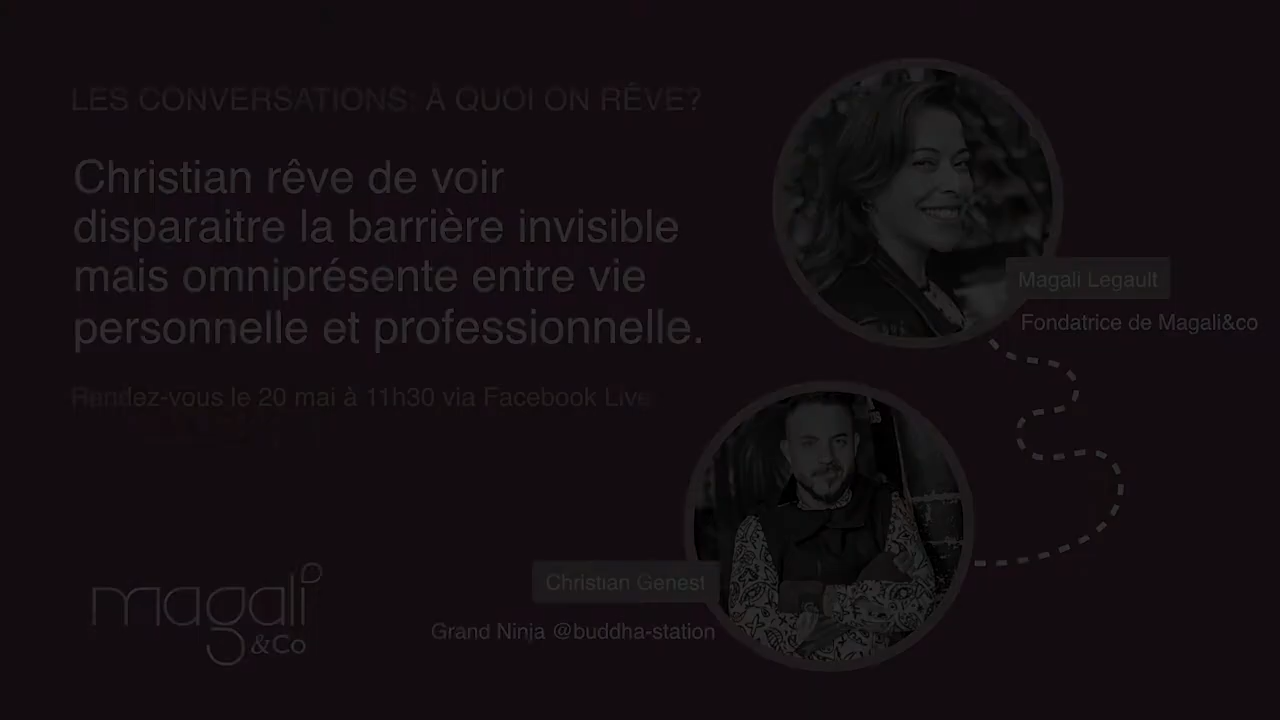 LES CONVERSATIONS: À QUOI ON RÊVE?
Christian rêve de voir
disparaitre la barrière invisible
mais omniprésente entre vie
personnelle et professionnelle.
Rendez-vous le 20 mai à 11h30 via Facebook Live
Magali Legault
Fondatrice de Magali&co
Christian Genest
Grand Ninja @buddha-station
magali
&Co